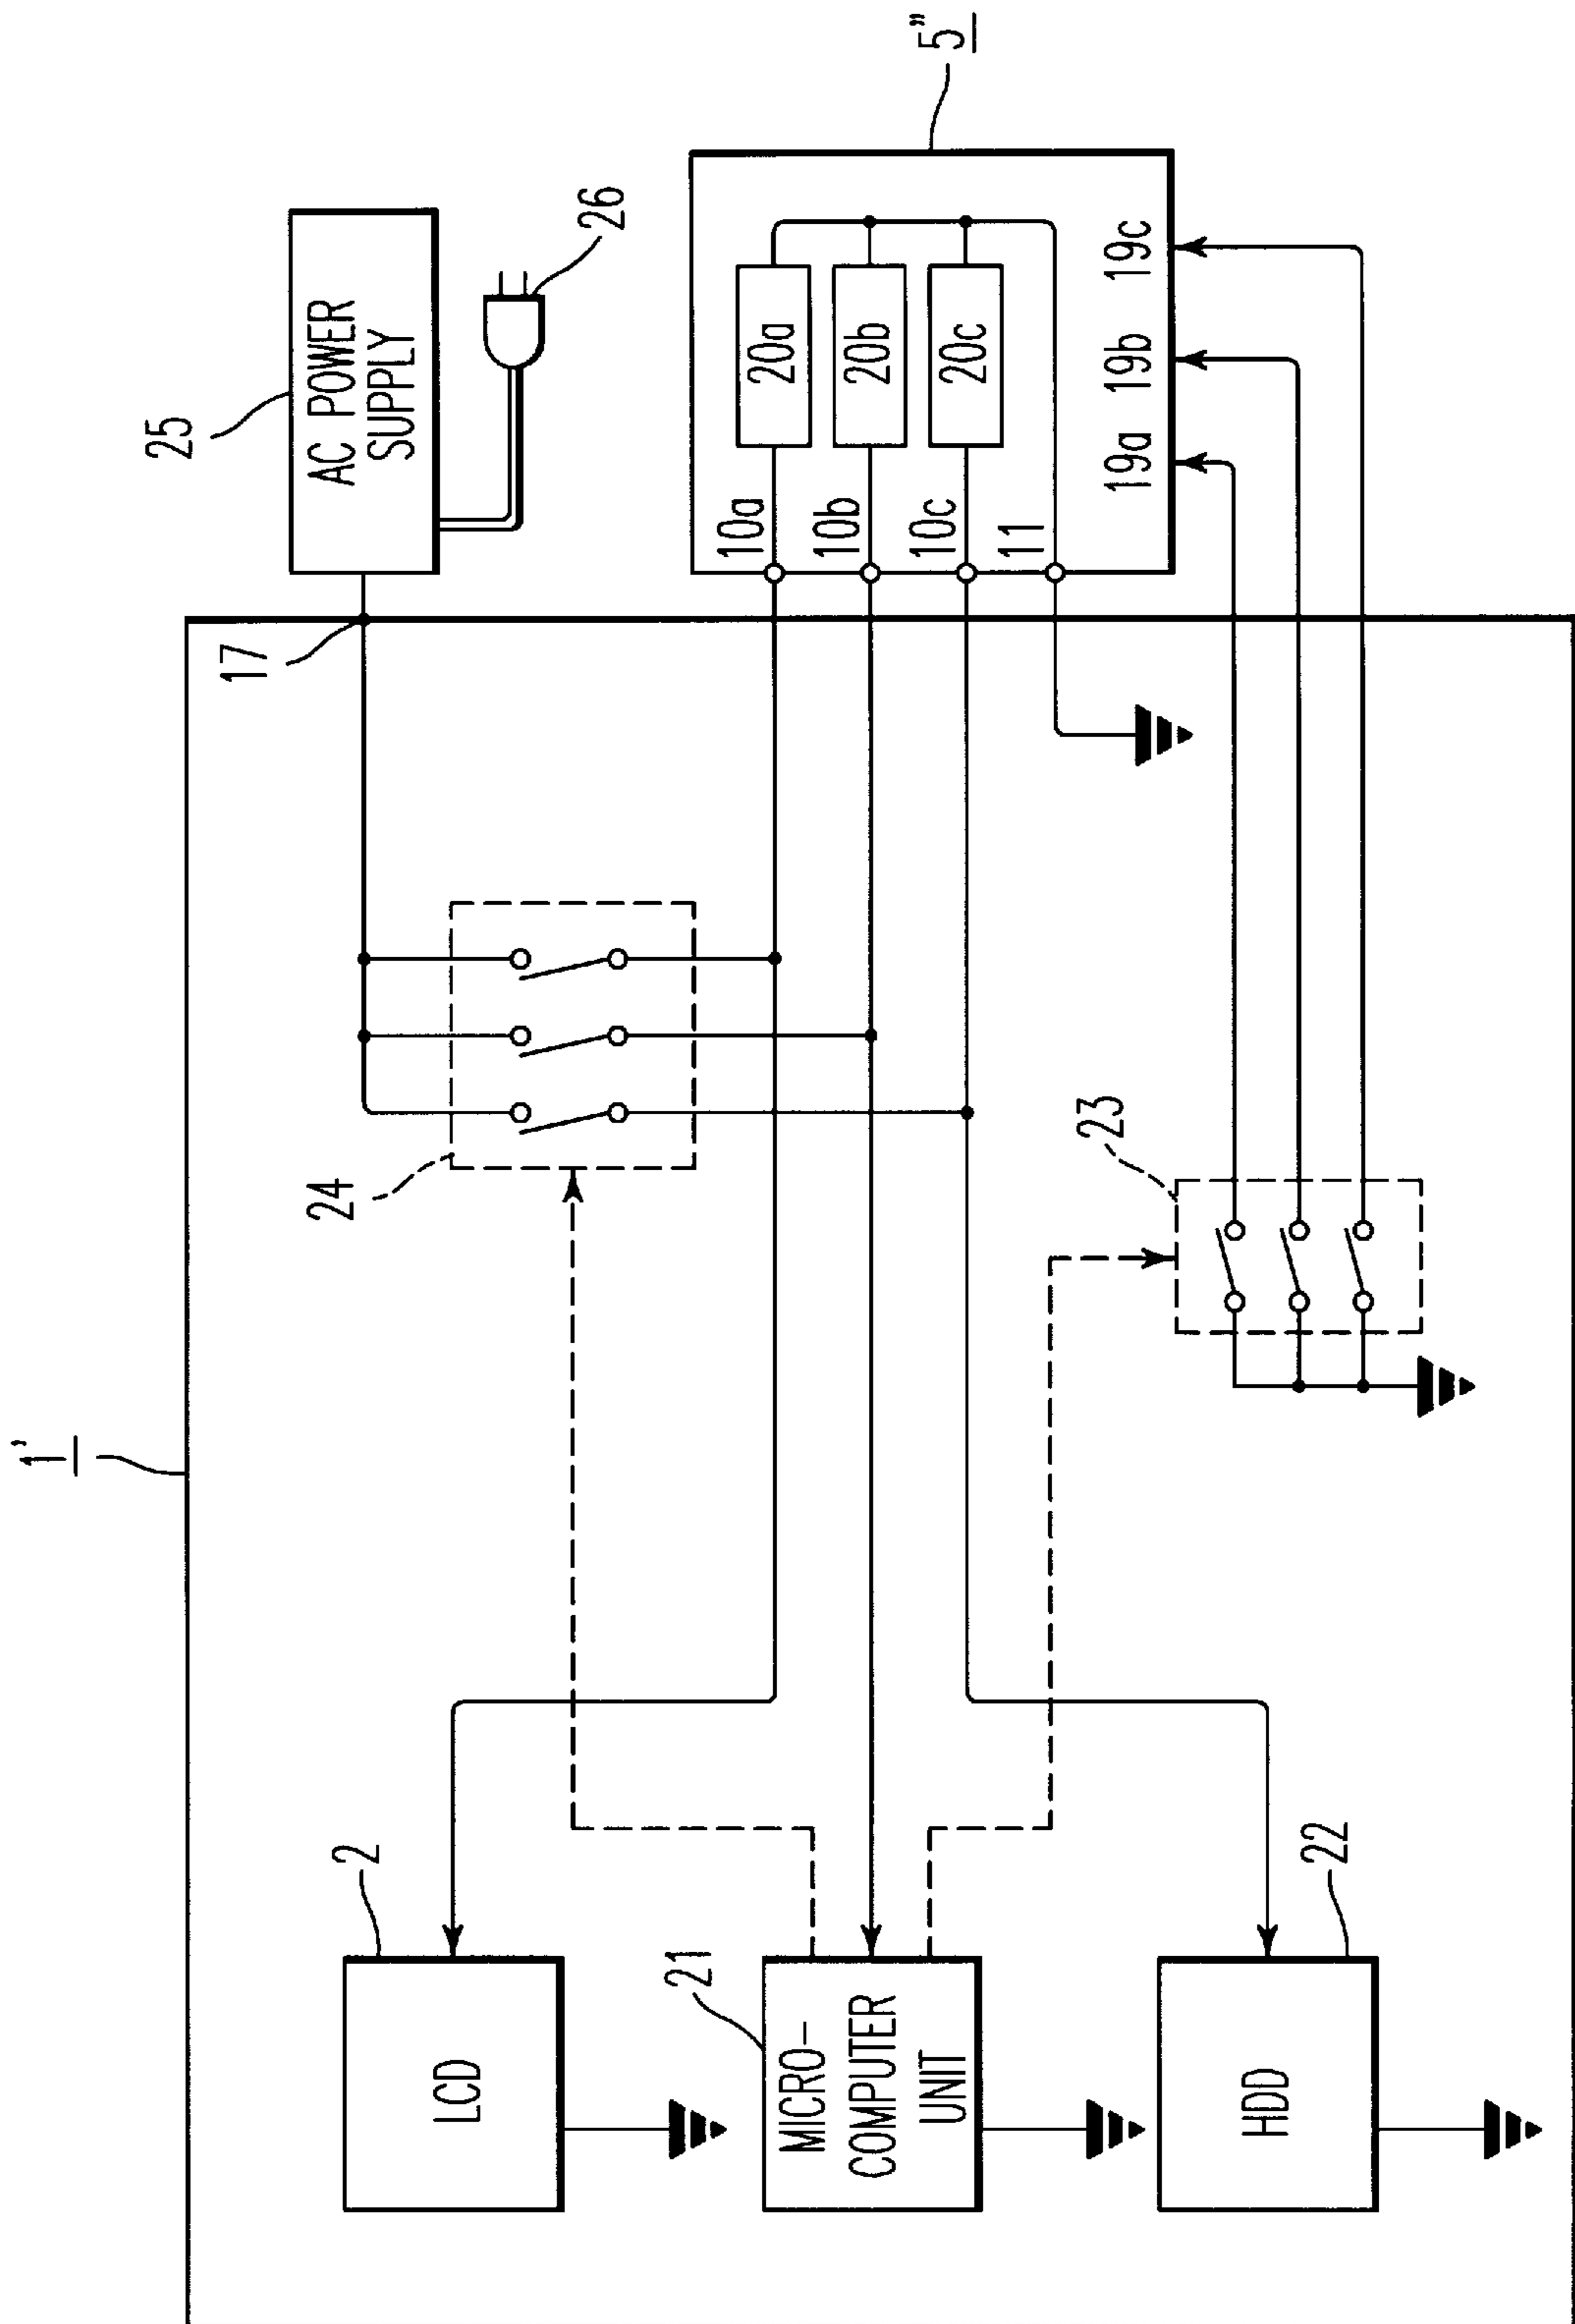 1'
LCD
2
MICRO-
COMPUTER
UNIT
21
HDD
22
24
23
17
25
AC POWER
SUPPLY
26
5"
10a
10b
10c
11
20a
20b
20c
19a
19b
19c